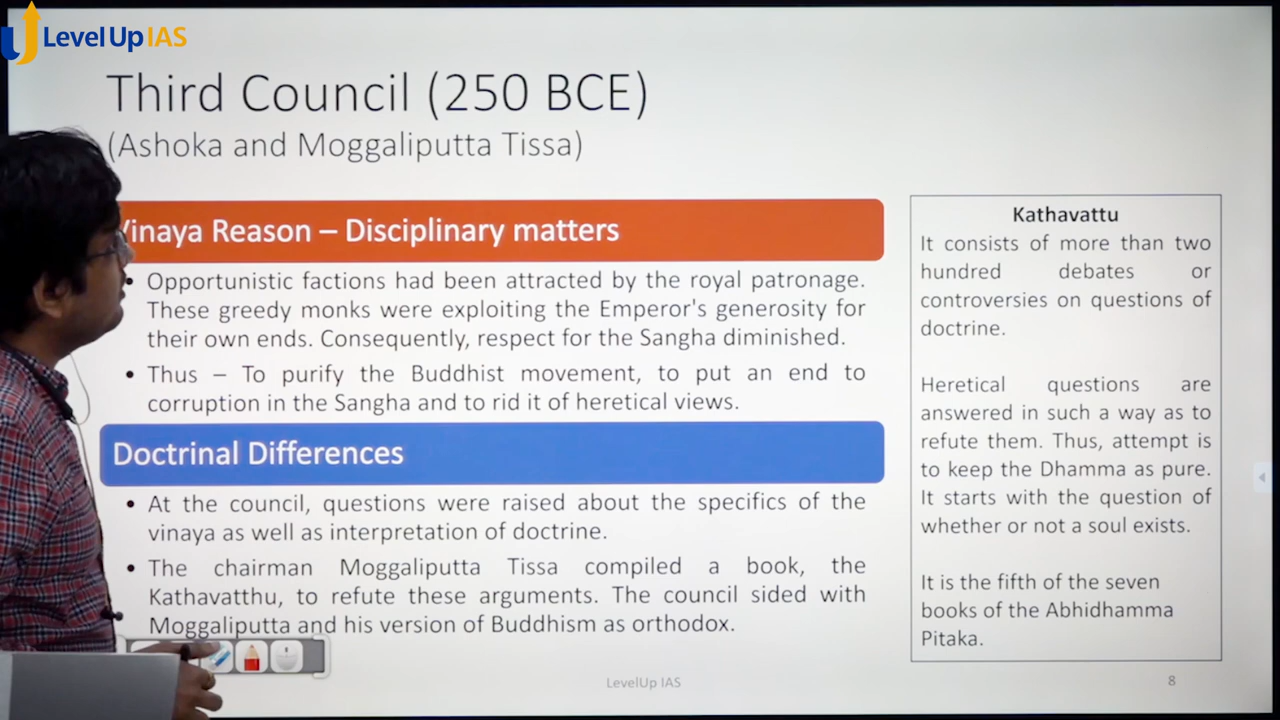 LevelUp IAS
Third Council (250 BCE)
(Ashoka and Moggaliputta Tissa)
Vinaya Reason – Disciplinary matters
• Opportunistic factions had been attracted by the royal patronage.
These greedy monks were exploiting the Emperor's generosity for
their own ends. Consequently, respect for the Sangha diminished.
• Thus – To purify the Buddhist movement, to put an end to
corruption in the Sangha and to rid it of heretical views.
Doctrinal Differences
• At the council, questions were raised about the specifics of the
vinaya as well as interpretation of doctrine.
• The chairman Moggaliputta Tissa compiled a book, the
Kathavatthu, to refute these arguments. The council sided with
Moggaliputta and his version of Buddhism as orthodox.
Kathavattu
It consists of more than two
hundred debates or
controversies on questions of
doctrine.
Heretical questions are
answered in such a way as to
refute them. Thus, attempt is
to keep the Dhamma as pure.
It starts with the question of
whether or not a soul exists.
It is the fifth of the seven
books of the Abhidhamma
Pitaka.
LevelUp IAS
8